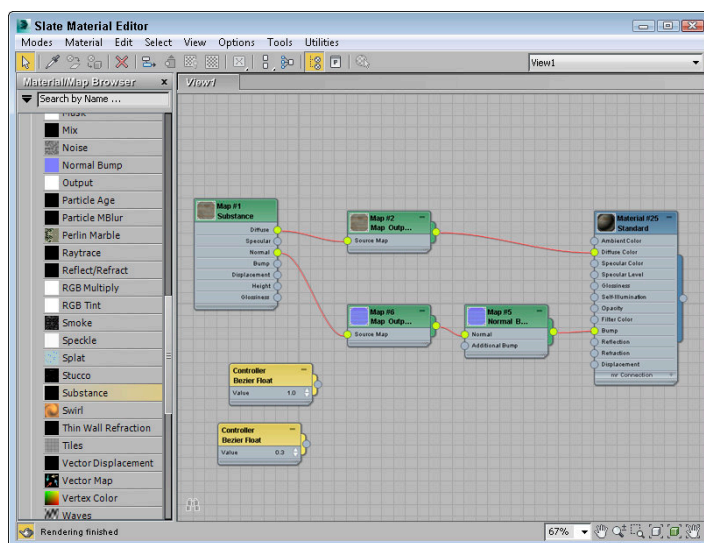 Slate Material Editor
Modes Material Edit Select View Options Tools Utilities
View1
Material/Map Browser x
View1
Search by Name ...
Mask
Mix
Noise
Normal Bump
Output
Particle Age
Particle MBlur
Perlin Marble
Raytrace
Reflect/Refract
RGB Multiply
RGB Tint
Smoke
Speckle
Splat
Stucco
Substance
Swirl
Thin Wall Refraction
Tiles
Vector Displacement
Vector Map
Vertex Color
Waves
Map #1
Substance
Diffuse
Specular
Normal
Bump
Displacement
Height
Glossiness
Map #2
Map Outp...
Source Map
Map #6
Map Outp...
Source Map
Map #5
Normal B...
Normal
Additional Bump
Material #25
Standard
Ambient Color
Diffuse Color
Specular Color
Specular Level
Glossiness
Self-Illumination
Opacity
Filter Color
Bump
Reflection
Refraction
Displacement
mr Connection
Controller
Bezier Float
Value 1.0
Controller
Bezier Float
Value 0.3
Rendering finished
67%